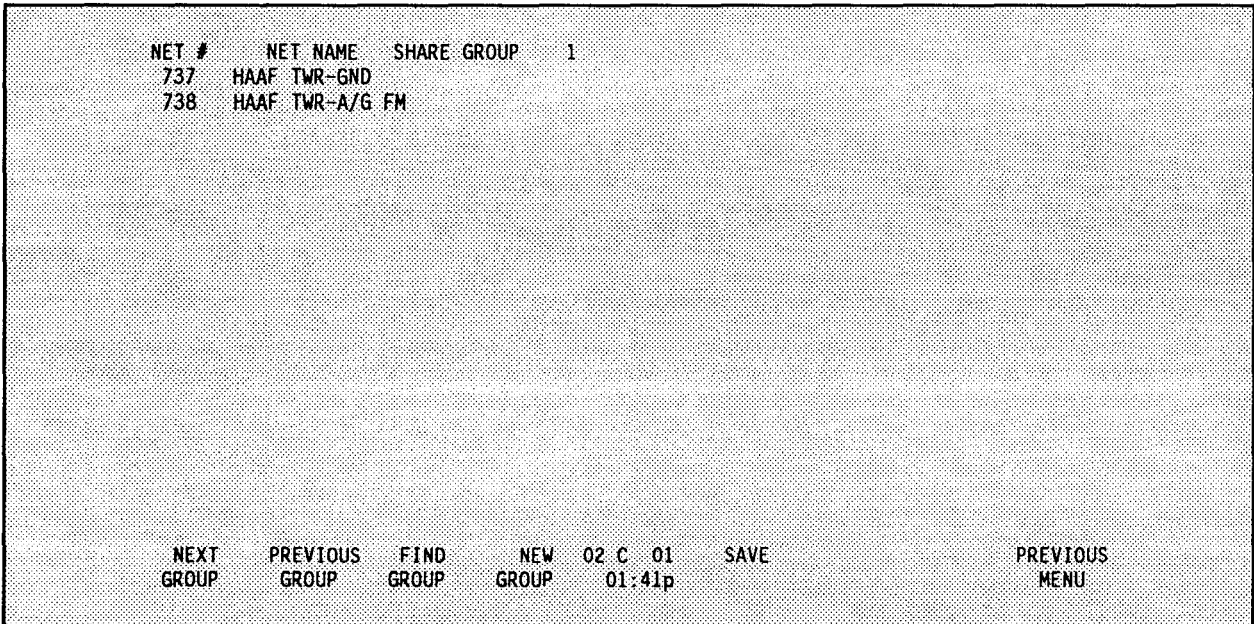 NET # NET NAME SHARE GROUP 1
737 HAAF TWR-GND
738 HAAF TWR-A/G FM
NEXT PREVIOUS FIND NEW 02 C 01 SAVE PREVIOUS
GROUP GROUP GROUP GROUP 01:41p MENU